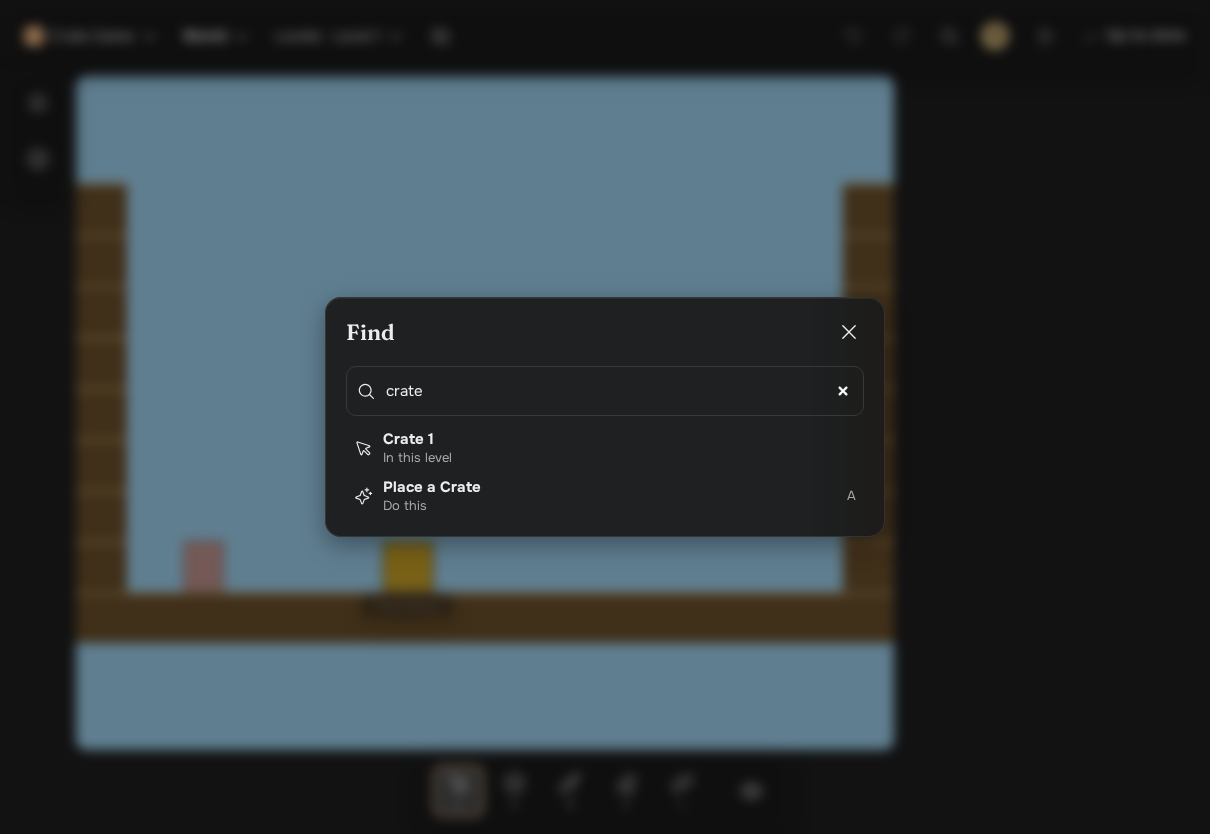 Find
crate
Crate 1
In this level
Place a Crate
Do this
A